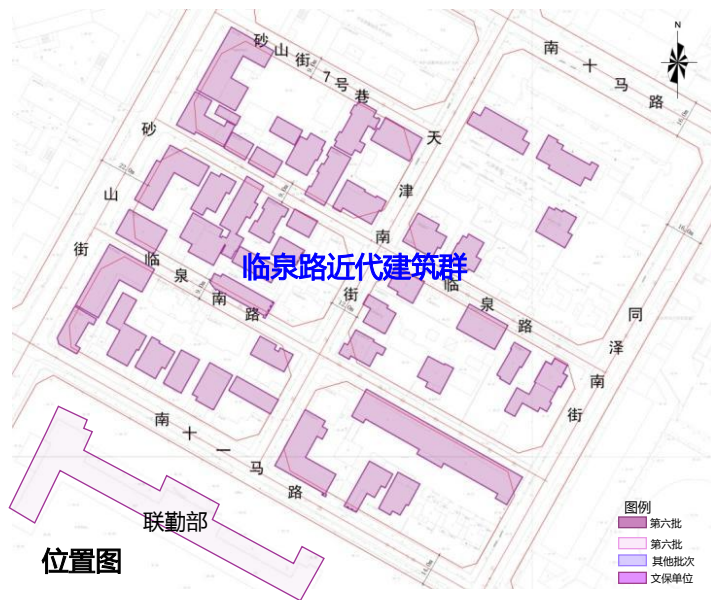 N
砂山街7号巷
南十马路
砂山街
天津南街
临泉南路
临泉路近代建筑群
临泉路
同泽南街
南十一马路
联勤部
位置图
图例
第六批
第六批
其他批次
文保单位
16.0m